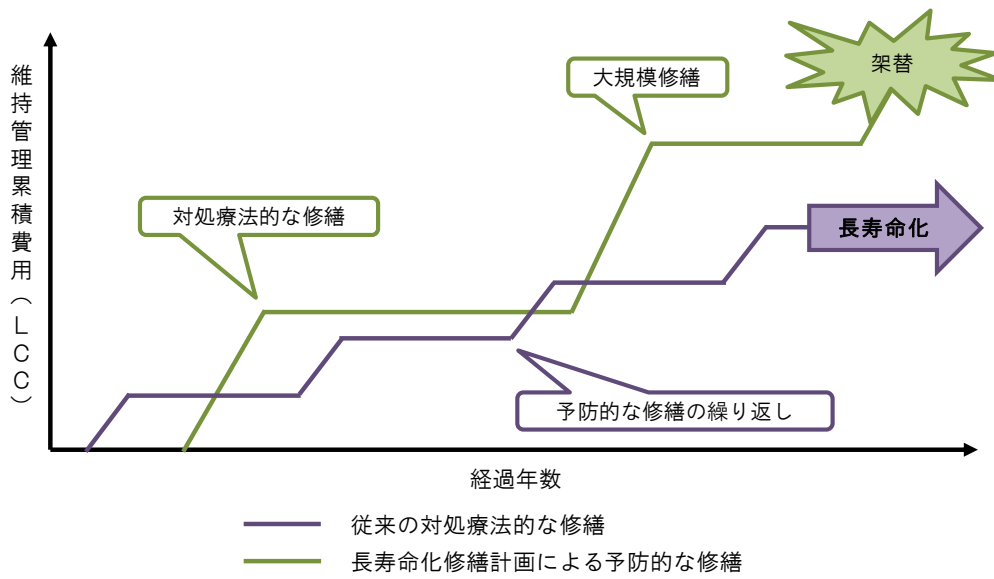 維持管理累積費用(LCC)
架替
大規模修繕
対処療法的な修繕
長寿命化
予防的な修繕の繰り返し
経過年数
従来の対処療法的な修繕
長寿命化修繕計画による予防的な修繕